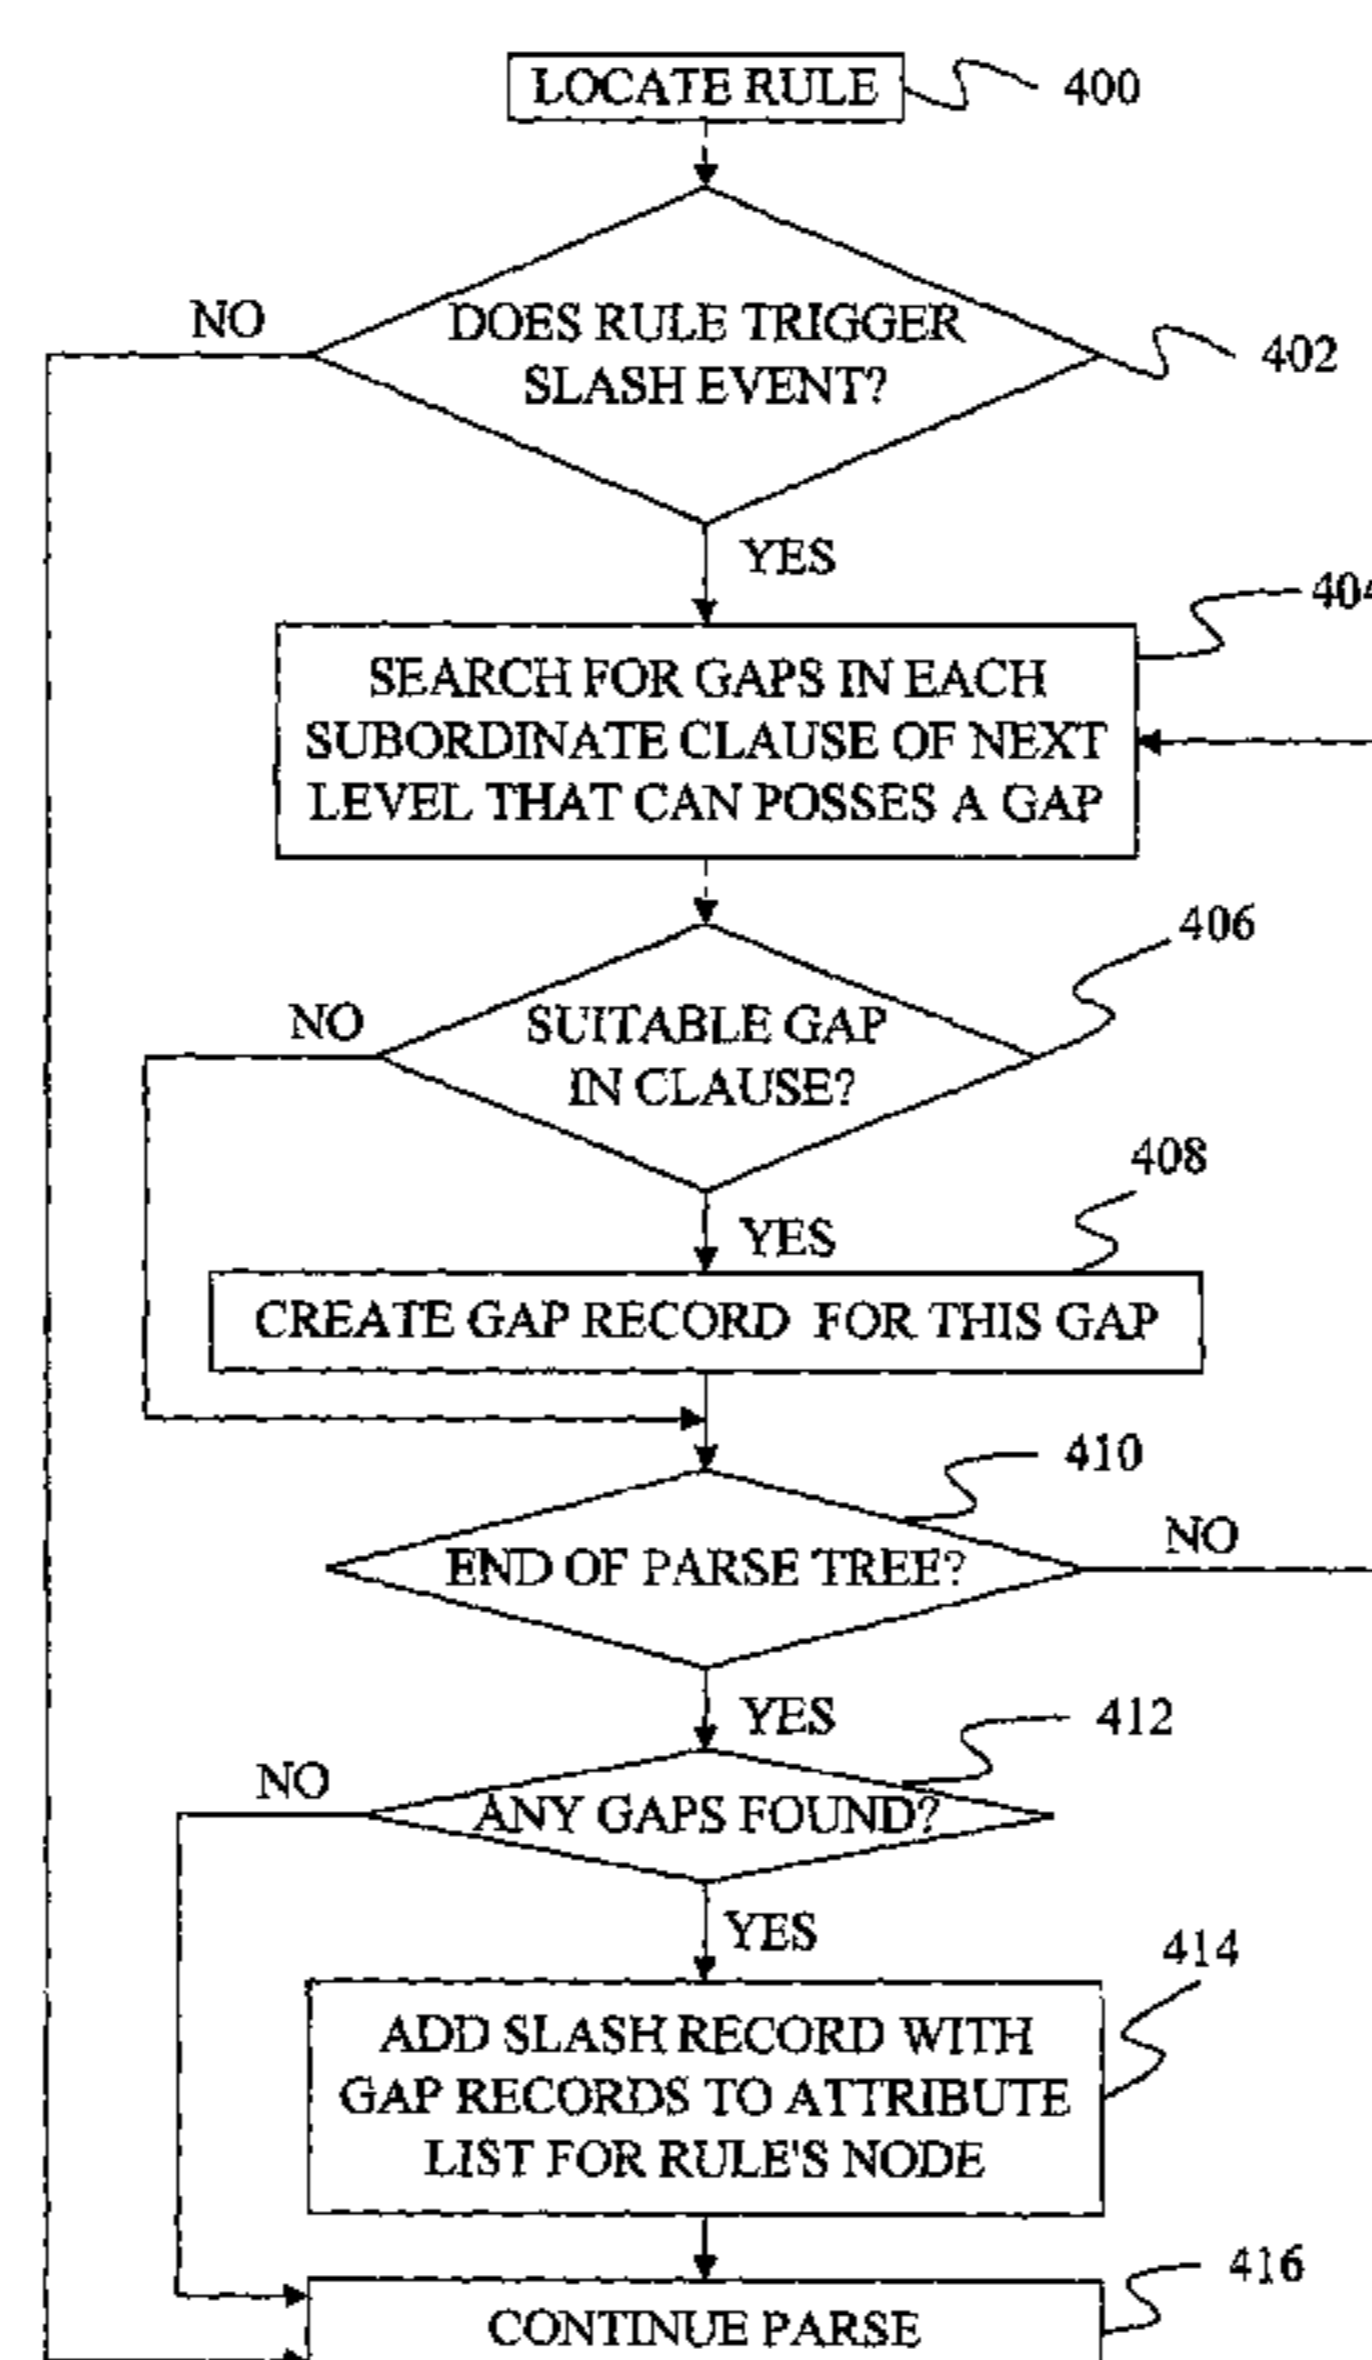 LOCATE RULE
400
NO
DOES RULE TRIGGER
SLASH EVENT?
402
YES
404
SEARCH FOR GAPS IN EACH
SUBORDINATE CLAUSE OF NEXT
LEVEL THAT CAN POSSES A GAP
406
NO
SUITABLE GAP
IN CLAUSE?
408
YES
CREATE GAP RECORD FOR THIS GAP
410
NO
END OF PARSE TREE?
YES
412
NO
ANY GAPS FOUND?
YES
414
ADD SLASH RECORD WITH
GAP RECORDS TO ATTRIBUTE
LIST FOR RULE'S NODE
416
CONTINUE PARSE